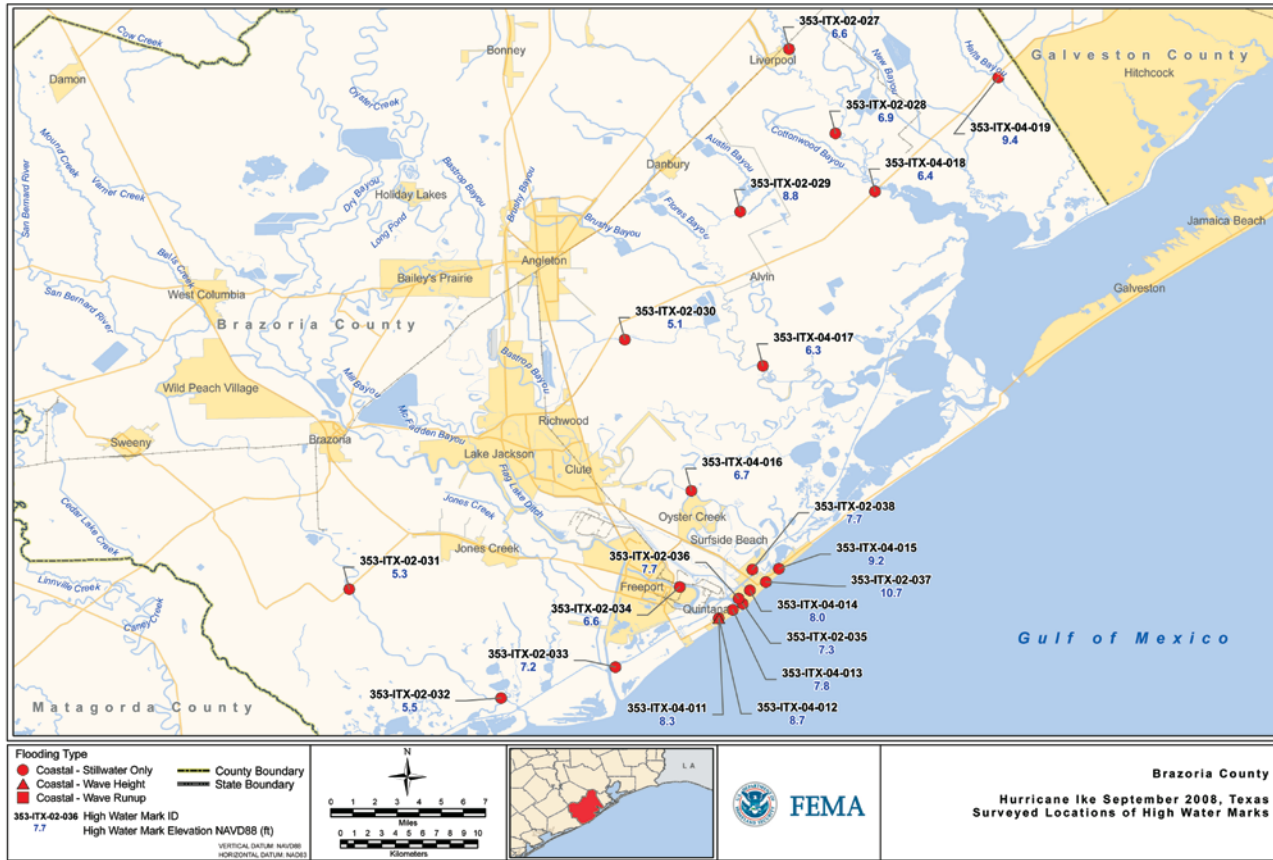 353-ITX-02-027
6.6
Cow Creek
Bonney
Liverpool
New Bayou
Halls Bayou
Galveston County
Hitchcock
Damon
Oyster Creek
353-ITX-02-028
6.9
353-ITX-04-019
9.4
Mound Creek
Varner Creek
San Bernard River
Dry Bayou
Bastrop Bayou
Brushy Bayou
Danbury
Austin Bayou
Cottonwood Bayou
353-ITX-04-018
6.4
Holiday Lakes
353-ITX-02-029
8.8
Long Pond
Brushy Bayou
Flores Bayou
Jamaica Beach
Bells Creek
Angleton
Bailey's Prairie
Alvin
Galveston
San Bernard River
West Columbia
353-ITX-02-030
5.1
Brazoria County
353-ITX-04-017
6.3
Bastrop Bayou
Mill Bayou
Wild Peach Village
Mc Fadden Bayou
Richwood
Sweeny
Brazoria
Lake Jackson
Clute
353-ITX-04-016
6.7
Flag Lake Ditch
Cedar Lake Creek
Jones Creek
Oyster Creek
353-ITX-02-038
7.7
Surfside Beach
Jones Creek
353-ITX-02-036
7.7
353-ITX-04-015
9.2
353-ITX-02-031
5.3
Linnville Creek
Freeport
353-ITX-02-037
10.7
Caney Creek
353-ITX-02-034
6.6
Quintana
353-ITX-04-014
8.0
353-ITX-02-035
7.3
Gulf of Mexico
353-ITX-02-033
7.2
353-ITX-04-013
7.8
353-ITX-02-032
5.5
353-ITX-04-011
8.3
353-ITX-04-012
8.7
Matagorda County
Flooding Type
Coastal - Stillwater Only
Coastal - Wave Height
Coastal - Wave Runup
County Boundary
State Boundary
353-ITX-02-036 High Water Mark ID
7.7 High Water Mark Elevation NAVD88 (ft)
VERTICAL DATUM: NAVD88
HORIZONTAL DATUM: NAD83
N
0 1 2 3 4 5 6 7
Miles
0 1 2 3 4 5 6 7 8 9 10
Kilometers
LA
FEMA
Brazoria County
Hurricane Ike September 2008, Texas
Surveyed Locations of High Water Marks